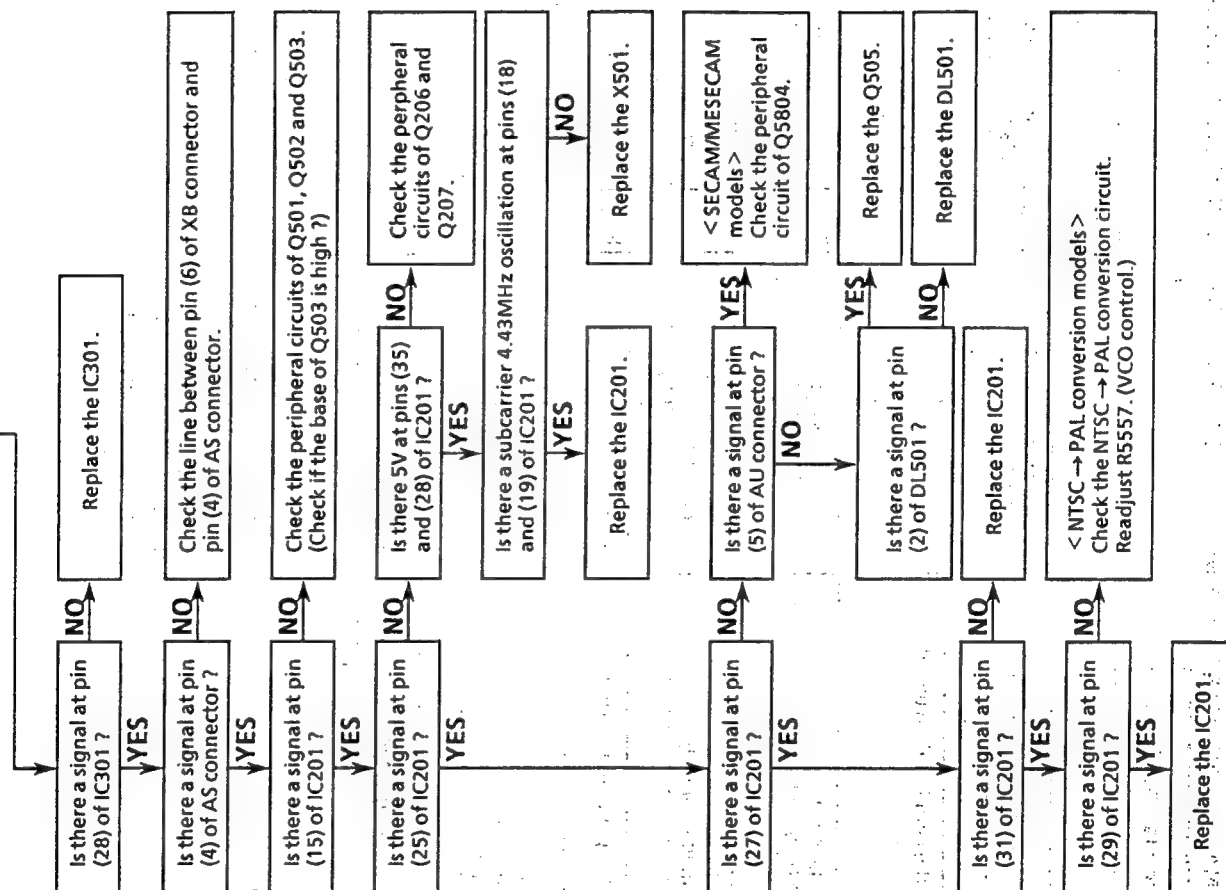 Is there a signal at pin
(28) of IC301 ?
NO
Replace the IC301.
YES
Is there a signal at pin
(4) of AS connector ?
NO
Check the line between pin (6) of XB connector and
pin (4) of AS connector.
YES
Is there a signal at pin
(15) of IC201 ?
NO
Check the peripheral circuits of Q501, Q502 and Q503.
(Check if the base of Q503 is high ?)
YES
Is there a signal at pin
(25) of IC201 ?
NO
Is there 5V at pins (35)
and (28) of IC201 ?
NO
Check the perpheral
circuits of Q206 and
Q207.
YES
Is there a subcarrier 4.43MHz oscillation at pins (18)
and (19) of IC201 ?
NO
Replace the X501.
YES
Replace the IC201.
YES
Is there a signal at pin
(27) of IC201 ?
NO
Is there a signal at pin
(5) of AU connector ?
YES
< SECAM/MESECAM
models >
Check the peripheral
circuit of Q5804.
NO
Is there a signal at pin
(2) of DL501 ?
YES
Replace the Q505.
NO
Replace the DL501.
YES
Is there a signal at pin
(31) of IC201 ?
NO
Replace the IC201.
YES
Is there a signal at pin
(29) of IC201 ?
NO
< NTSC → PAL conversion models >
Check the NTSC → PAL conversion circuit.
Readjust R5557. (VCO control.)
YES
Replace the IC201.